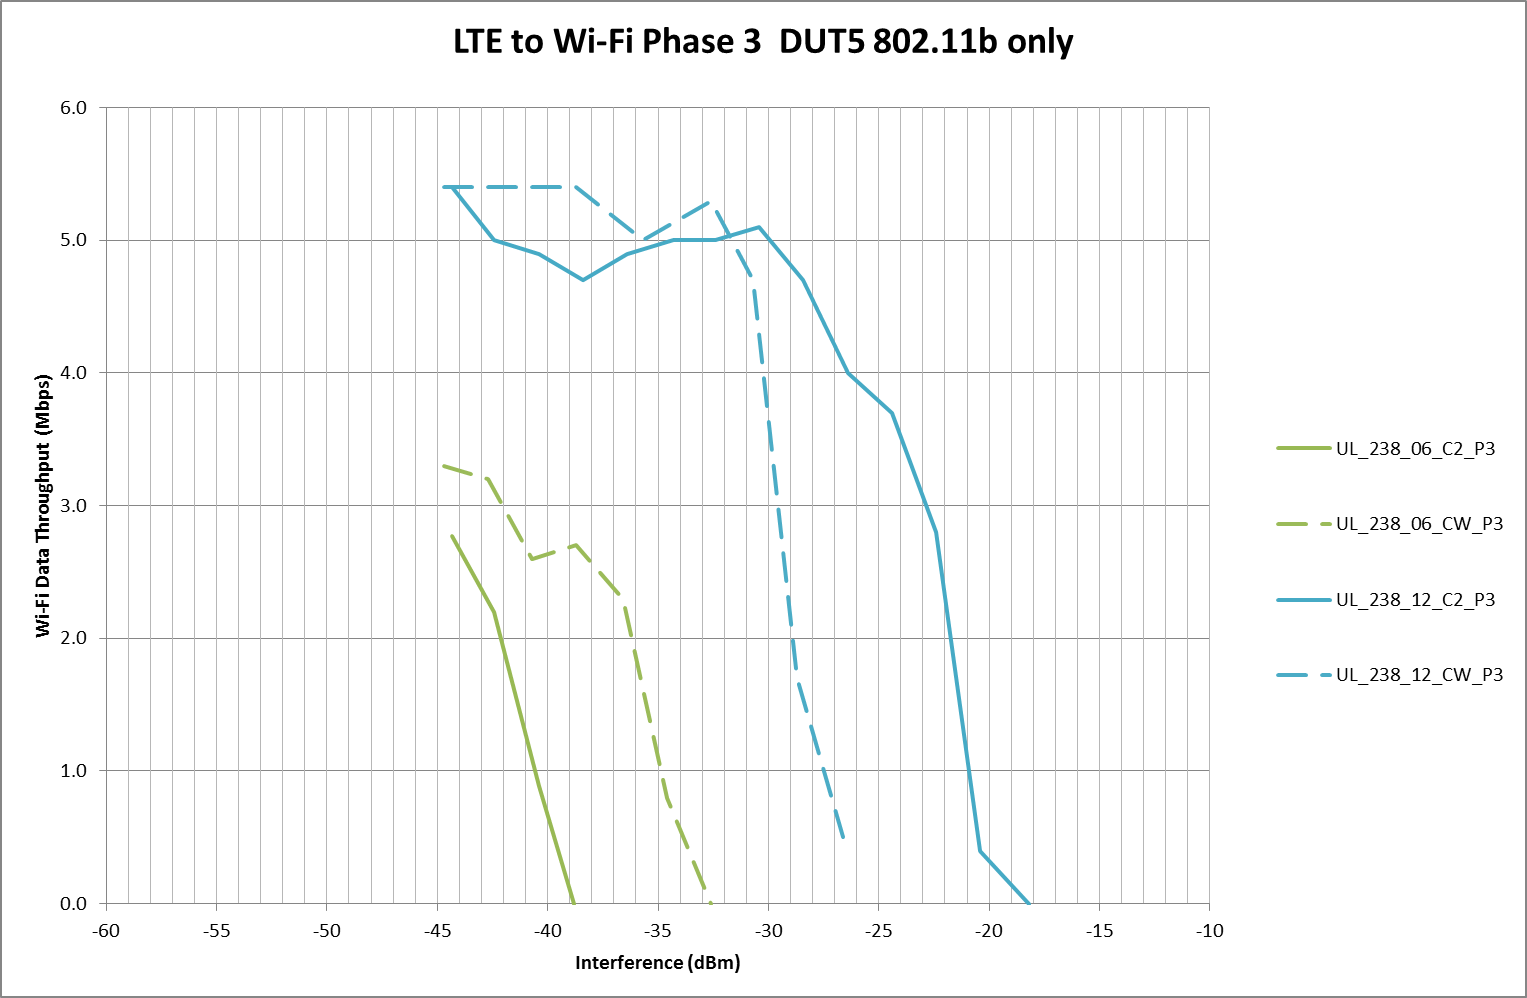 LTE to Wi-Fi Phase 3  DUT5 802.11b only
Wi-Fi Data Throughput (Mbps)
6.0
5.0
4.0
3.0
2.0
1.0
0.0
-60 -55 -50 -45 -40 -35 -30 -25 -20 -15 -10
Interference (dBm)
UL_238_06_C2_P3
UL_238_06_CW_P3
UL_238_12_C2_P3
UL_238_12_CW_P3